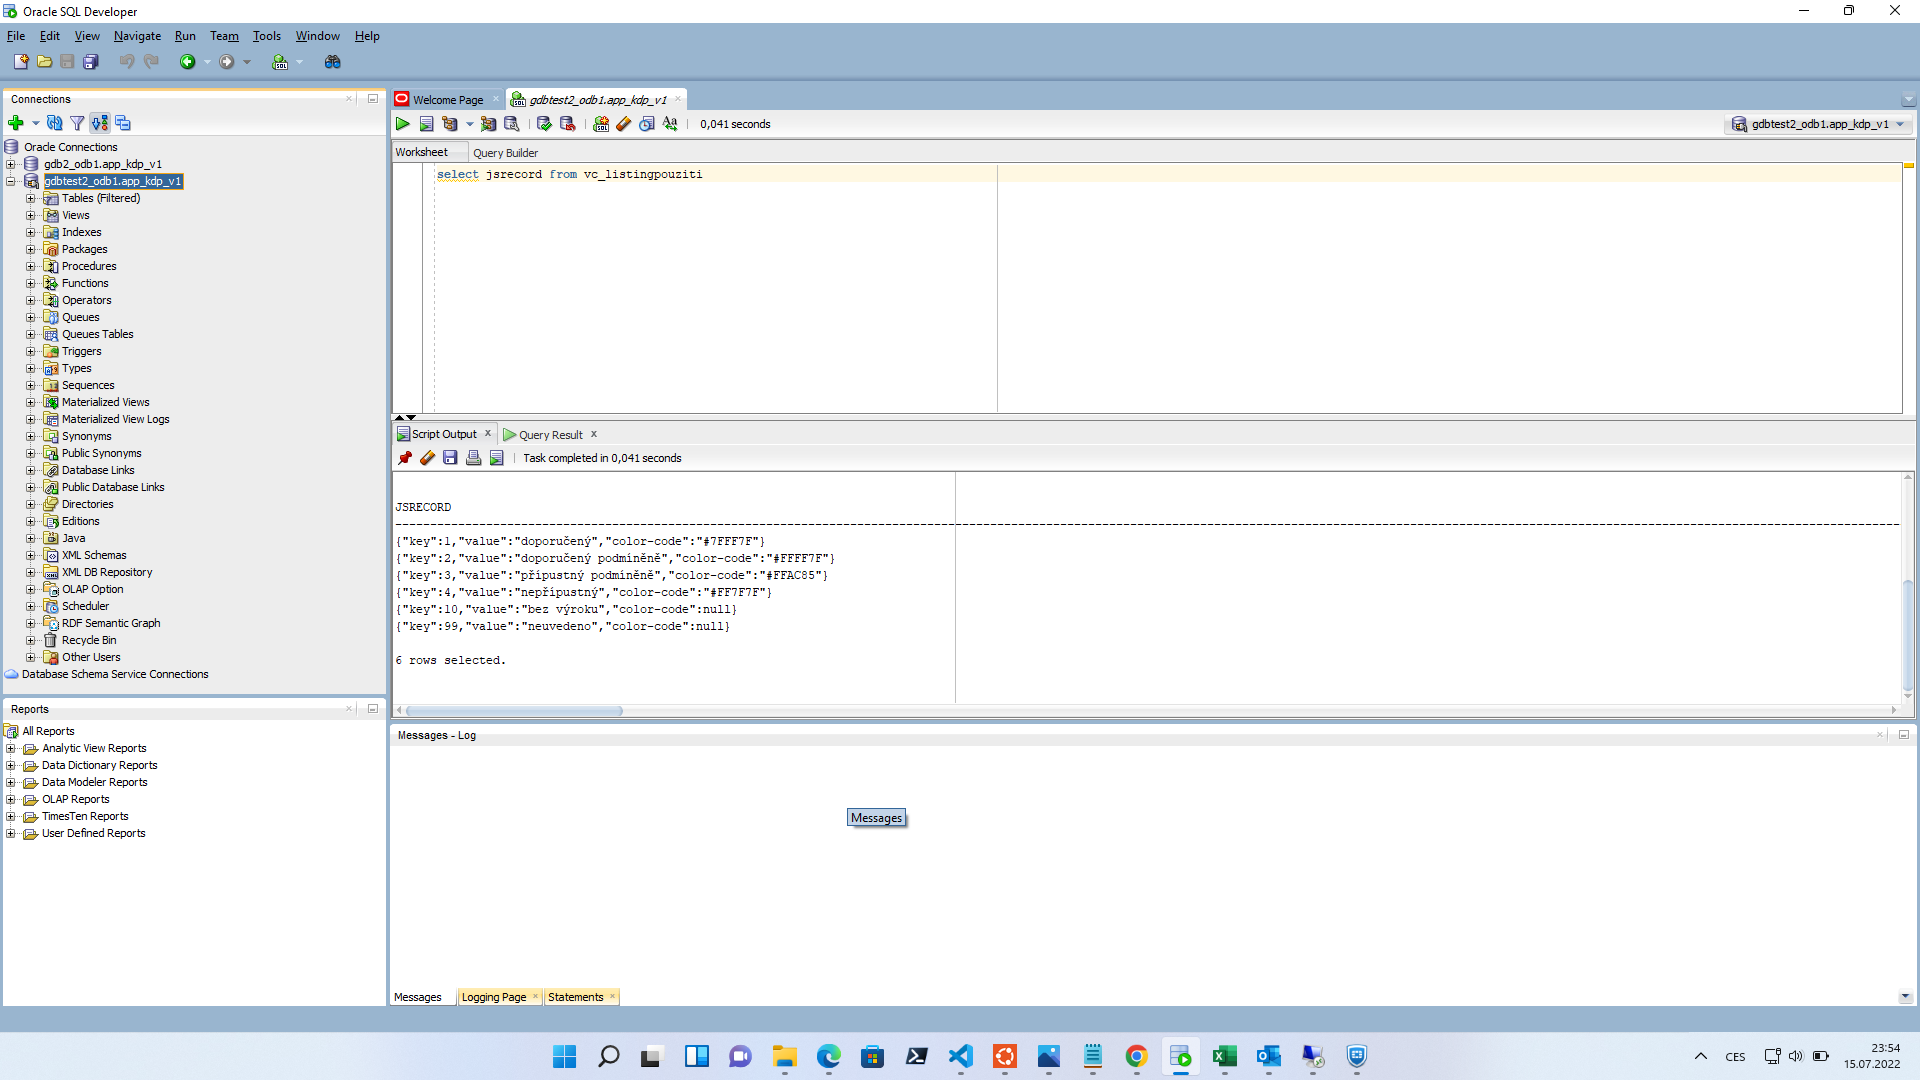 Oracle SQL Developer
File Edit View Navigate Run Team Tools Window Help
Connections
Oracle Connections
gdb2_odb1.app_kdp_v1
gdbtest2_odb1.app_kdp_v1
Tables (Filtered)
Views
Indexes
Packages
Procedures
Functions
Operators
Queues
Queues Tables
Triggers
Types
Sequences
Materialized Views
Materialized View Logs
Synonyms
Public Synonyms
Database Links
Public Database Links
Directories
Editions
Java
XML Schemas
XML DB Repository
OLAP Option
Scheduler
RDF Semantic Graph
Recycle Bin
Other Users
Database Schema Service Connections
Reports
All Reports
Analytic View Reports
Data Dictionary Reports
Data Modeler Reports
OLAP Reports
TimesTen Reports
User Defined Reports
Welcome Page gdbtest2_odb1.app_kdp_v1
0,041 seconds gdbtest2_odb1.app_kdp_v1
Worksheet Query Builder
select jsrecord from vc_listingpouziti
Script Output Query Result
Task completed in 0,041 seconds
JSRECORD
{"key":1,"value":"doporučený","color-code":"#7FFF7F"}
{"key":2,"value":"doporučený podmíněně","color-code":"#FFFF7F"}
{"key":3,"value":"přípustný podmíněně","color-code":"#FFAC85"}
{"key":4,"value":"nepřípustný","color-code":"#FF7F7F"}
{"key":10,"value":"bez výroku","color-code":null}
{"key":99,"value":"neuvedeno","color-code":null}
6 rows selected.
Messages - Log
Messages
Messages Logging Page Statements
CES
23:54
15.07.2022